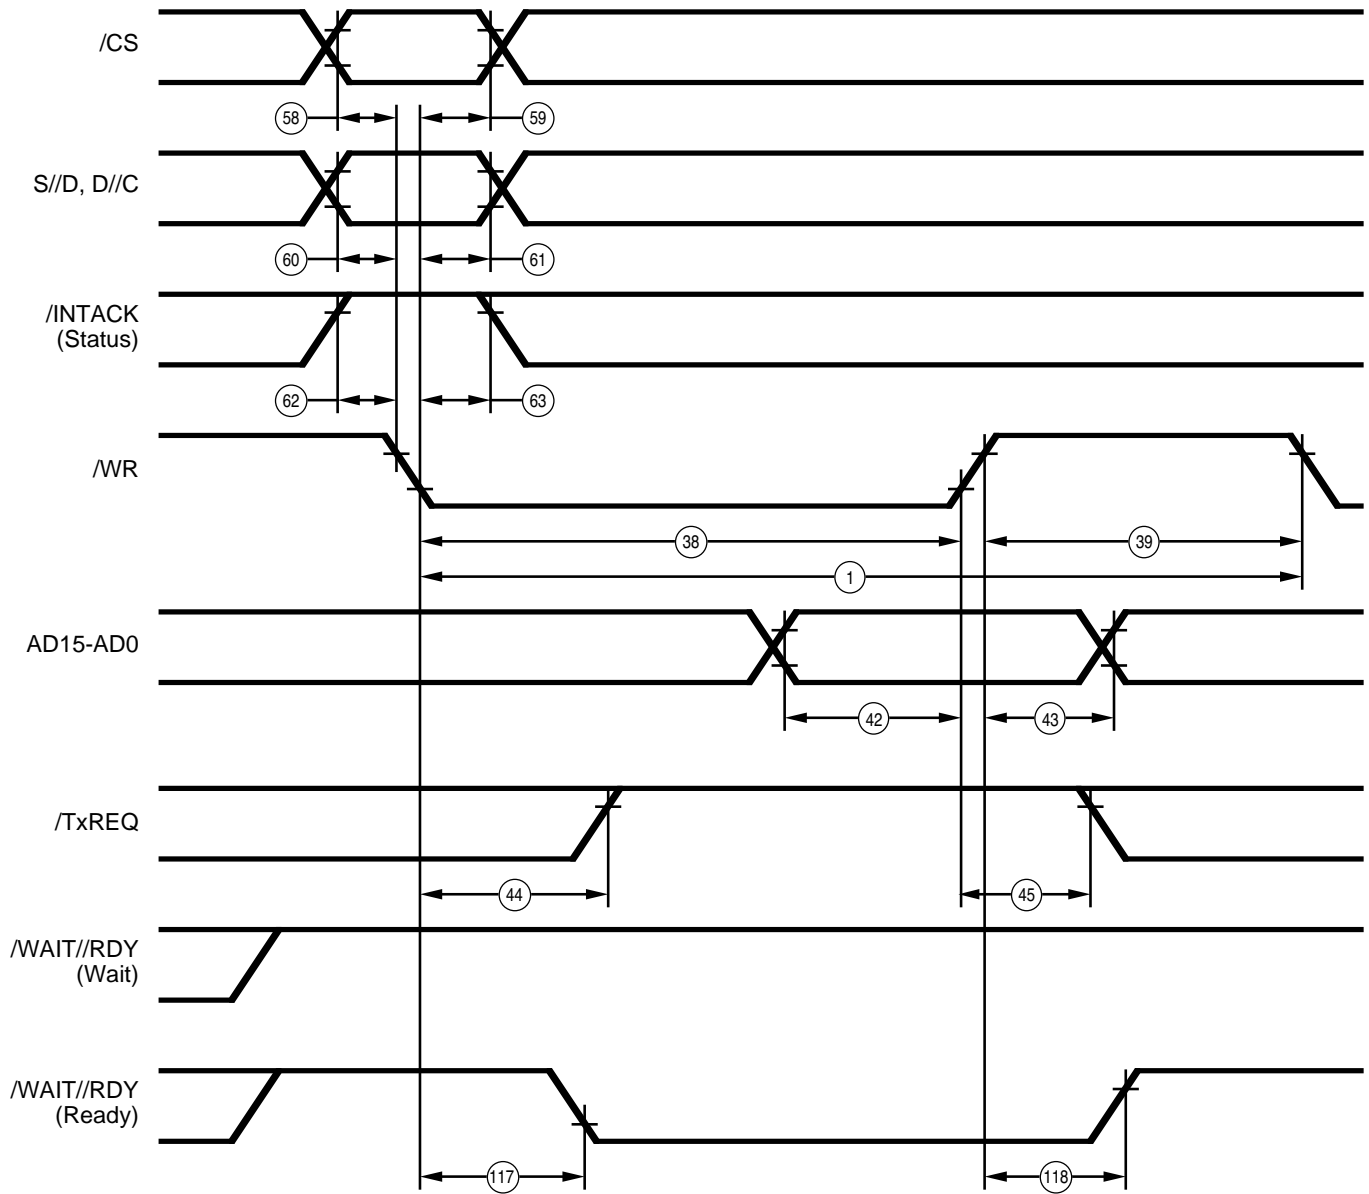 /CS
58
59
S//D, D//C
60
61
/INTACK
(Status)
62
63
/WR
38
39
1
AD15-AD0
42
43
/TxREQ
44
45
/WAIT//RDY
(Wait)
/WAIT//RDY
(Ready)
117
118